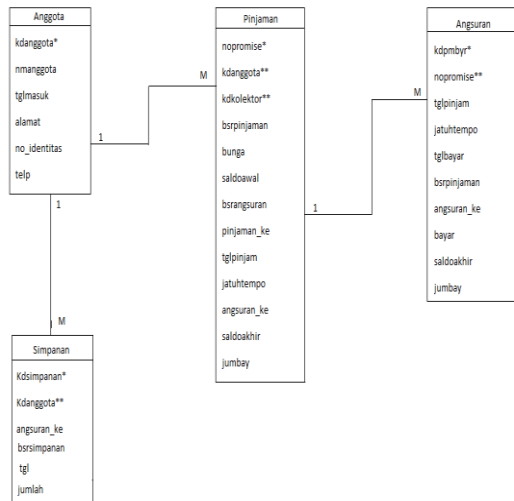 Anggota
kdanggota*
nmanggota
tglmasuk
alamat
no_identitas
telp
1
1
M
M
Simpanan
Kdsimpanan*
Kdanggota**
angsuran_ke
bsrsimpanan
tgl
jumlah
Pinjaman
nopromise*
kdanggota**
kdkolektor**
bsrpinjaman
bunga
saldoawal
bsrangsuran
pinjaman_ke
tglpinjam
jatuhtempo
angsuran_ke
saldoakhir
jumbay
1
M
Angsuran
kdpmbyr*
nopromise**
tglpinjam
jatuhtempo
tglbayar
bsrpinjaman
angsuran_ke
bayar
saldoakhir
jumbay